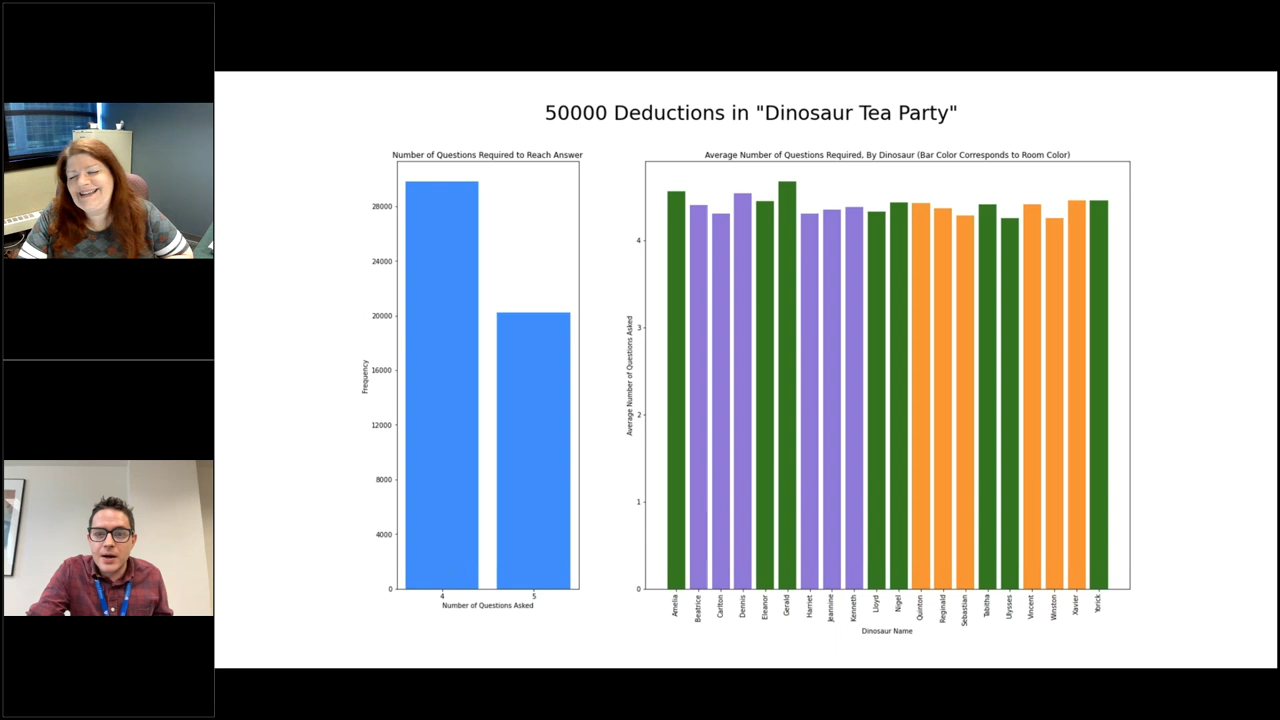 50000 Deductions in "Dinosaur Tea Party"
Number of Questions Required to Reach Answer
Frequency
28000
24000
20000
16000
12000
8000
4000
0
4
5
Number of Questions Asked
Average Number of Questions Required, By Dinosaur (Bar Color Corresponds to Room Color)
Average Number of Questions Asked
4
3
2
1
0
Amelia
Beatrice
Carlton
Dennis
Eleanor
Gerald
Harriet
Jeannine
Kenneth
Lloyd
Nigel
Quinton
Reginald
Sebastian
Tabitha
Ulysses
Vincent
Winston
Xavier
Yorick
Dinosaur Name